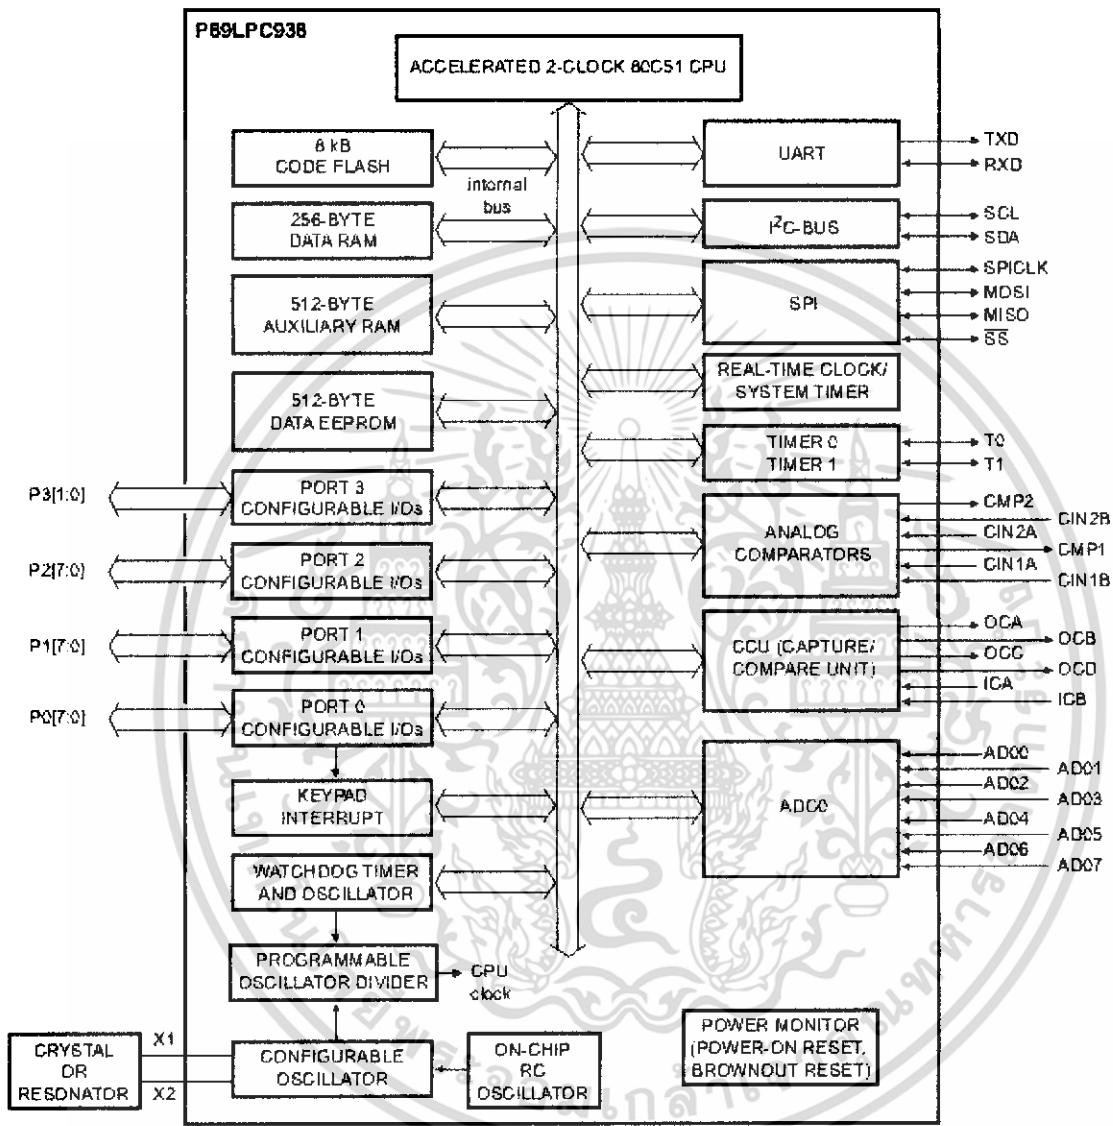 P89LPC938
ACCELERATED 2-CLOCK 80C51 CPU
8 kB
CODE FLASH
internal
bus
256-BYTE
DATA RAM
512-BYTE
AUXILIARY RAM
512-BYTE
DATA EEPROM
P3[1:0]
PORT 3
CONFIGURABLE I/Os
P2[7:0]
PORT 2
CONFIGURABLE I/Os
P1[7:0]
PORT 1
CONFIGURABLE I/Os
P0[7:0]
PORT 0
CONFIGURABLE I/Os
KEYPAD
INTERRUPT
WATCHDOG TIMER
AND OSCILLATOR
PROGRAMMABLE
OSCILLATOR DIVIDER
CPU
clock
CRYSTAL
OR
RESONATOR
X1
X2
CONFIGURABLE
OSCILLATOR
ON-CHIP
RC
OSCILLATOR
UART
TXD
RXD
I²C-BUS
SCL
SDA
SPI
SPICLK
MOSI
MISO
S̅S̅
REAL-TIME CLOCK/
SYSTEM TIMER
TIMER 0
TIMER 1
T0
T1
ANALOG
COMPARATORS
CMP2
CIN2B
CIN2A
CMP1
CIN1A
CIN1B
CCU (CAPTURE/
COMPARE UNIT)
OCA
OCB
OCC
OCD
ICA
ICB
ADC0
AD00
AD01
AD02
AD03
AD04
AD05
AD06
AD07
POWER MONITOR
(POWER-ON RESET,
BROWNOUT RESET)